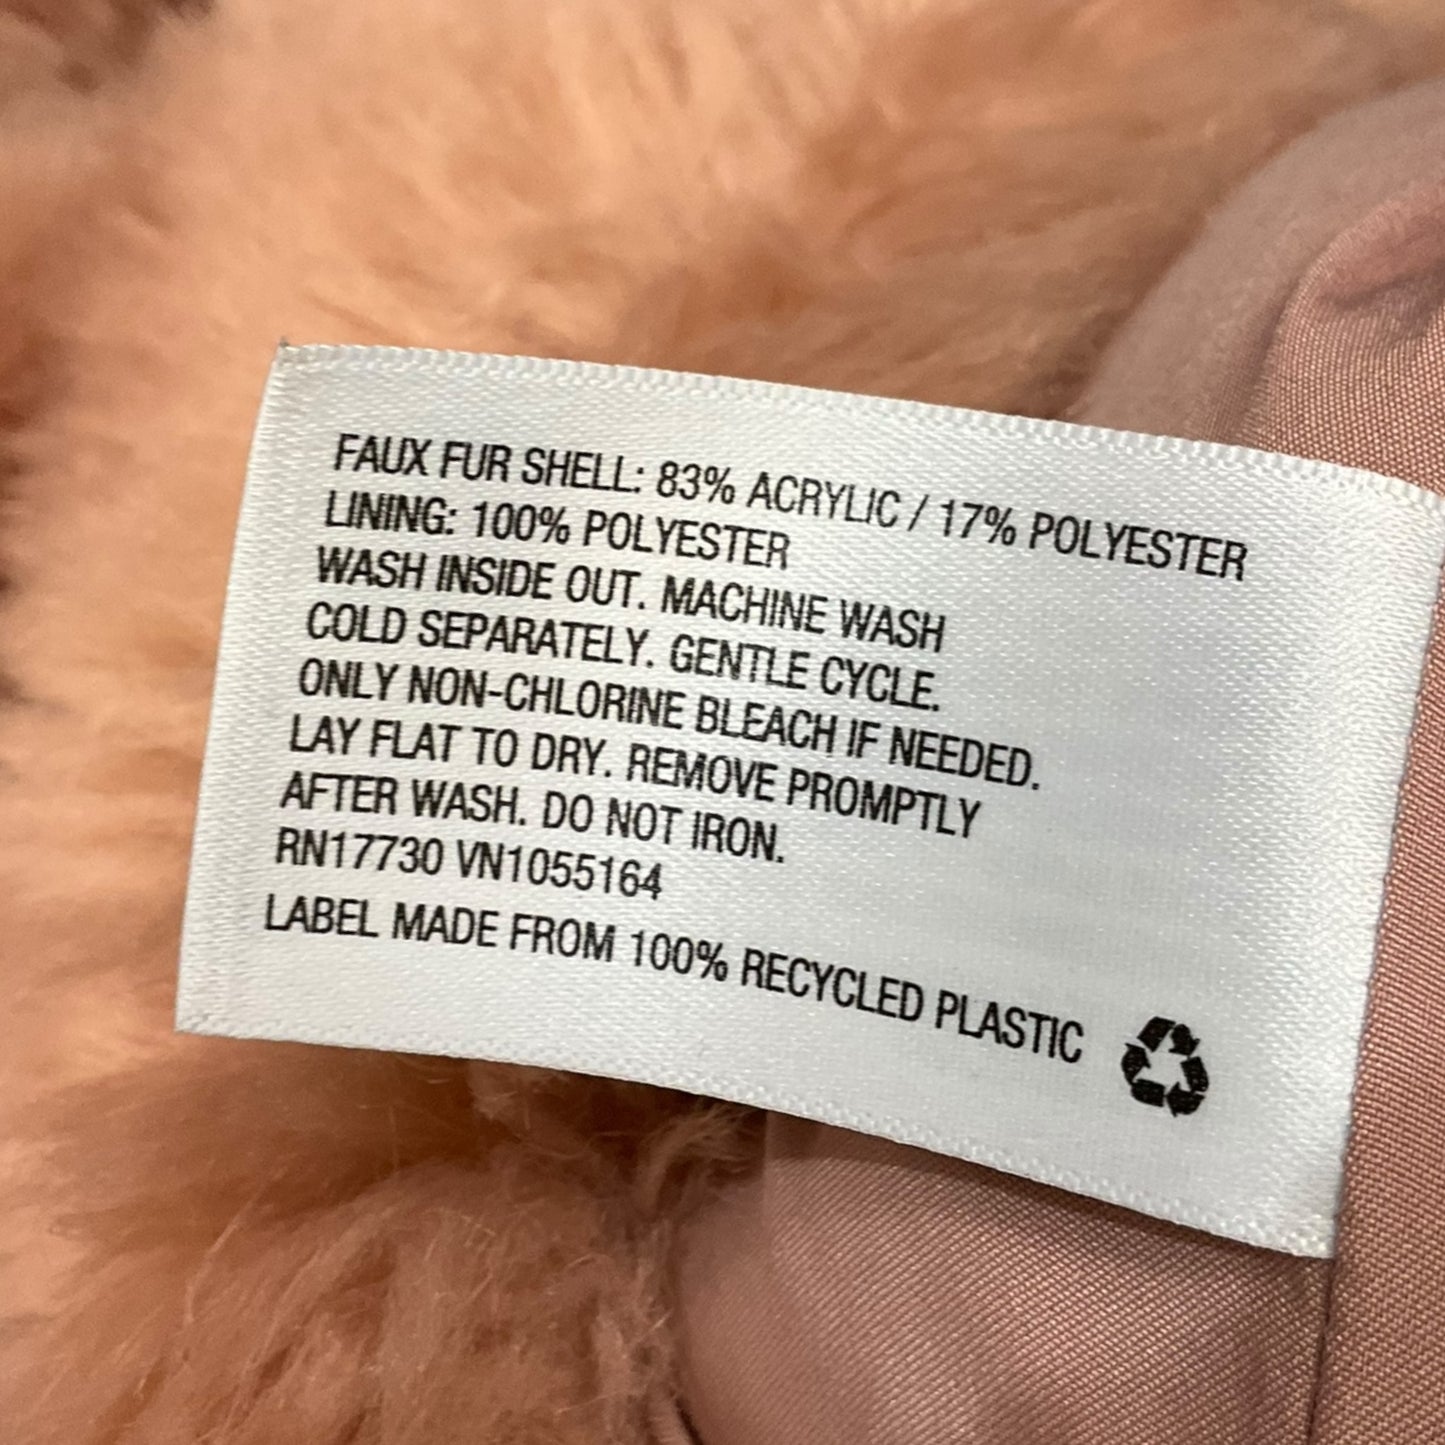 FAUX FUR SHELL: 83% ACRYLIC / 17% POLYESTER
LINING: 100% POLYESTER
WASH INSIDE OUT. MACHINE WASH
COLD SEPARATELY. GENTLE CYCLE.
ONLY NON-CHLORINE BLEACH IF NEEDED.
LAY FLAT TO DRY. REMOVE PROMPTLY
AFTER WASH. DO NOT IRON.
RN17730 VN1055164
LABEL MADE FROM 100% RECYCLED PLASTIC